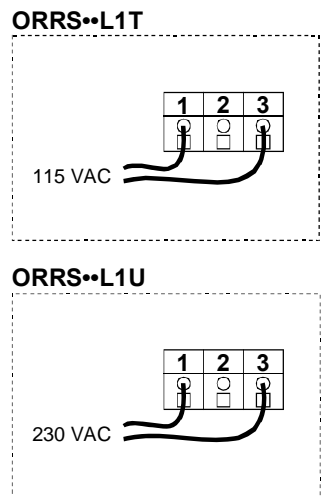 ORRS••L1T
1 2 3
115 VAC
ORRS••L1U
1 2 3
230 VAC